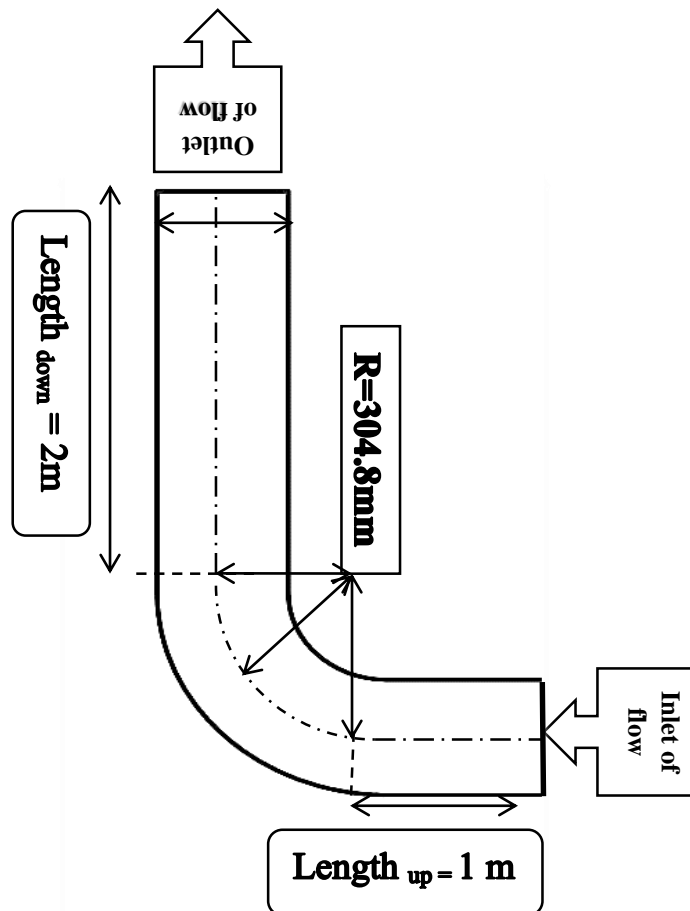 Outlet
of flow
Length down = 2m
R=304.8mm
Inlet of
flow
Length up = 1 m